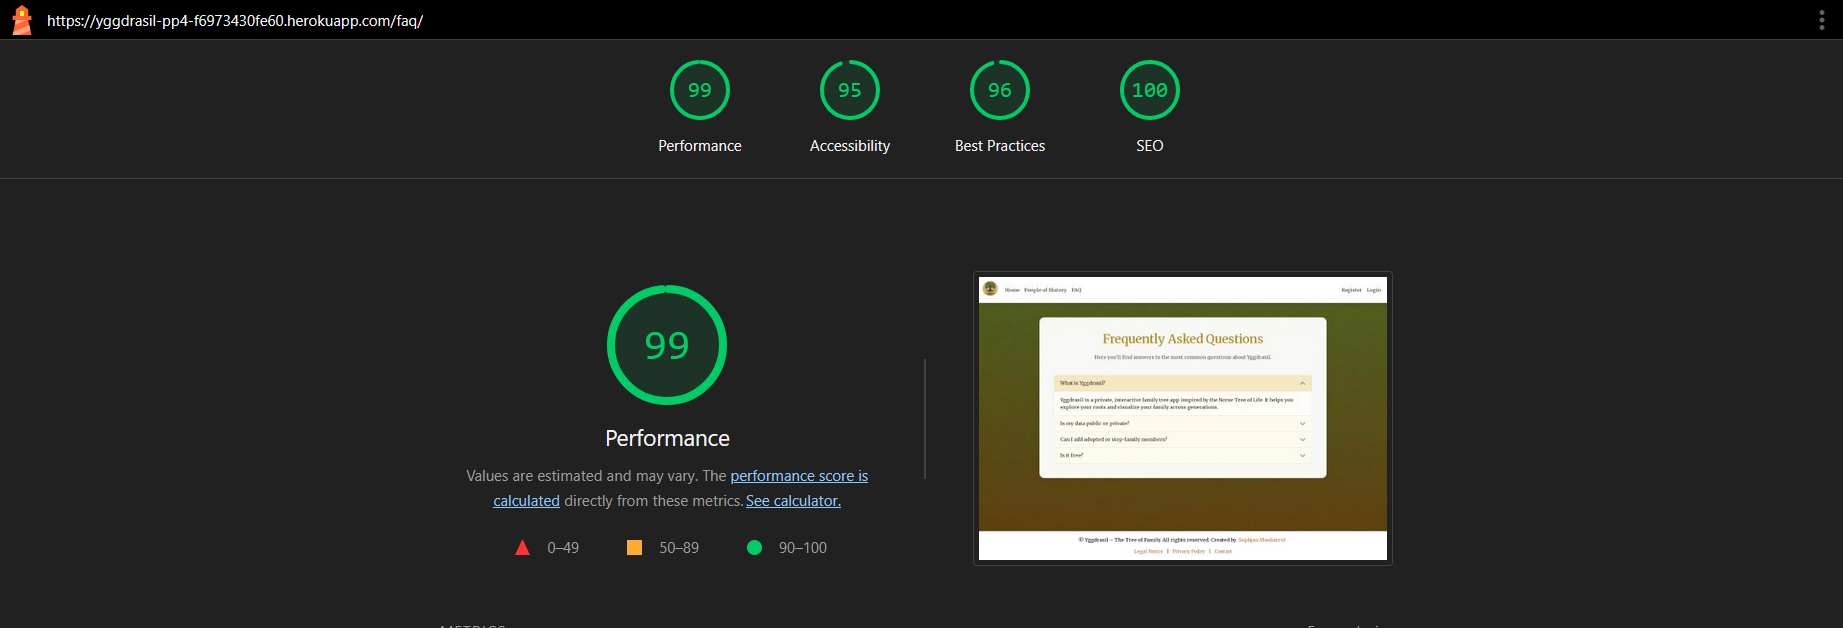 https://yggdrasil-pp4-f6973430fe60.herokuapp.com/faq/
99
95
96
100
Performance
Accessibility
Best Practices
SEO
99
Performance
Values are estimated and may vary. The performance score is
calculated directly from these metrics. See calculator.
0–49
50–89
90–100
Home People of History FAQ
Register Login
Frequently Asked Questions
Here you'll find answers to the most common questions about Yggdrasil.
What is Yggdrasil?
Yggdrasil is a private, interactive family tree app inspired by the Norse Tree of Life. It helps you
explore your roots and visualize your family across generations.
Is my data public or private?
Can I add adopted or step-family members?
Is it free?
© Yggdrasil – The Tree of Family. All rights reserved. Created by
Legal Notice | Privacy Policy | Contact
METRICS